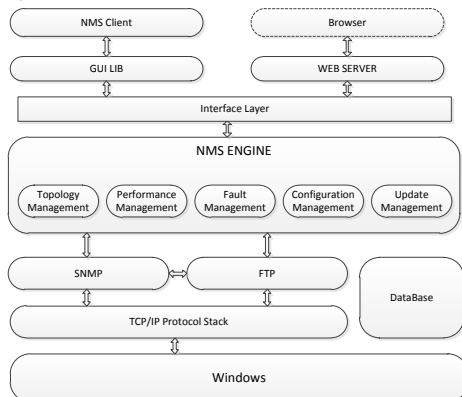 NMS Client
Browser
GUI LIB
WEB SERVER
Interface Layer
NMS ENGINE
Topology
Management
Performance
Management
Fault
Management
Configuration
Management
Update
Management
SNMP
FTP
DataBase
TCP/IP Protocol Stack
Windows